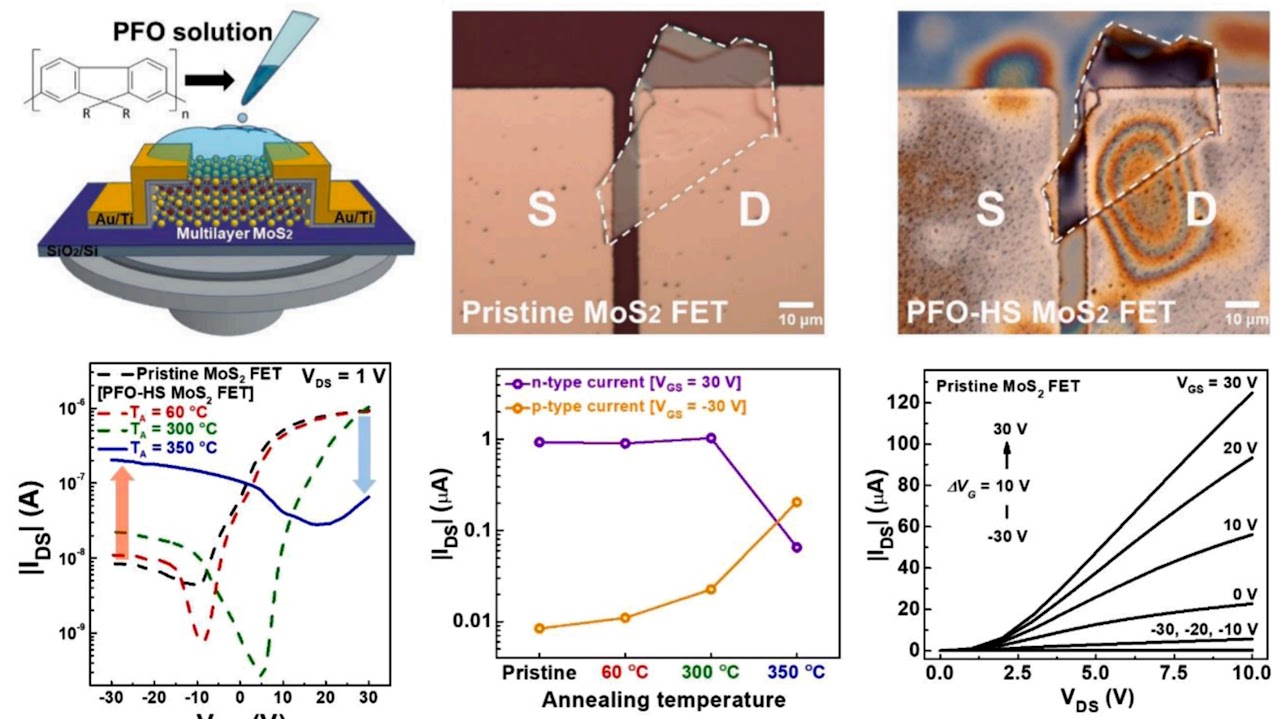 PFO solution
R R
n
Au/Ti
Au/Ti
Multilayer MoS2
SiO2/Si
S
D
Pristine MoS2 FET
10 μm
S
D
PFO-HS MoS2 FET
10 μm
Pristine MoS2 FET
VDS = 1 V
[PFO-HS MoS2 FET]
TA = 60 °C
TA = 300 °C
TA = 350 °C
10-6
10-7
10-8
10-9
|IDS| (A)
-30 -20 -10 0 10 20 30
n-type current [VGS = 30 V]
p-type current [VGS = -30 V]
1
0.1
0.01
|IDS| (μA)
Pristine 60 °C 300 °C 350 °C
Annealing temperature
Pristine MoS2 FET
VGS = 30 V
30 V
20 V
ΔVG = 10 V
10 V
-30 V
0 V
-30, -20, -10 V
120
100
80
60
40
20
0
|IDS| (μA)
0.0 2.5 5.0 7.5 10.0
VDS (V)